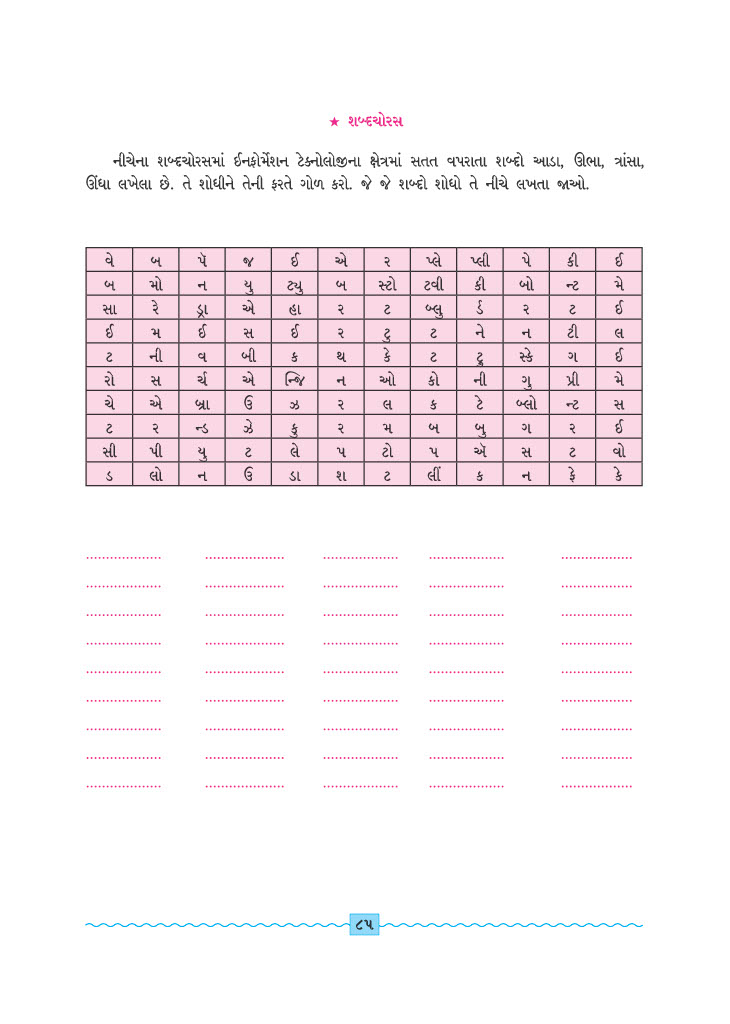 ★ શબ્દચોરસ
નીચેના શબ્દચોરસમાં ઈનફોર્મેશન ટેક્નોલોજીના ક્ષેત્રમાં સતત વપરાતા શબ્દો આડા, ઊભા, ત્રાંસા,
ઊંધા લખેલા છે. તે શોધીને તેની ફરતે ગોળ કરો. જે જે શબ્દો શોધો તે નીચે લખતા જાઓ.
વે બ પૅ જ ઈ એ ર પ્લે પ્લી પે કી ઈ
બ મો ન યુ ટ્યુ બ સ્ટો ટવી કી બો ન્ટ મે
સા રે ડ્રા એ હા ર ટ બ્લુ ર્ડ ર ટ ઈ
ઈ મ ઈ સ ઈ ર ટુ ટ ને ન ટી લ
ટ ની વ બી ક થ કે ટ ટૂ સ્કે ગ ઈ
રો સ ર્ચ એ ન્જિ ન ઓ કો ની ગુ પ્રી મે
ચે એ બ્રા ઉ ઝ ર લ ક ટે બ્લો ન્ટ સ
ટ ર ન્ડ ઝે કુ ર મ બ બુ ગ ર ઈ
સી પી યુ ટ લે પ ટો પ ઍ સ ટ વો
ડ લો ન ઉ ડા શ ટ લીં ક ન ફે કે
૮૫